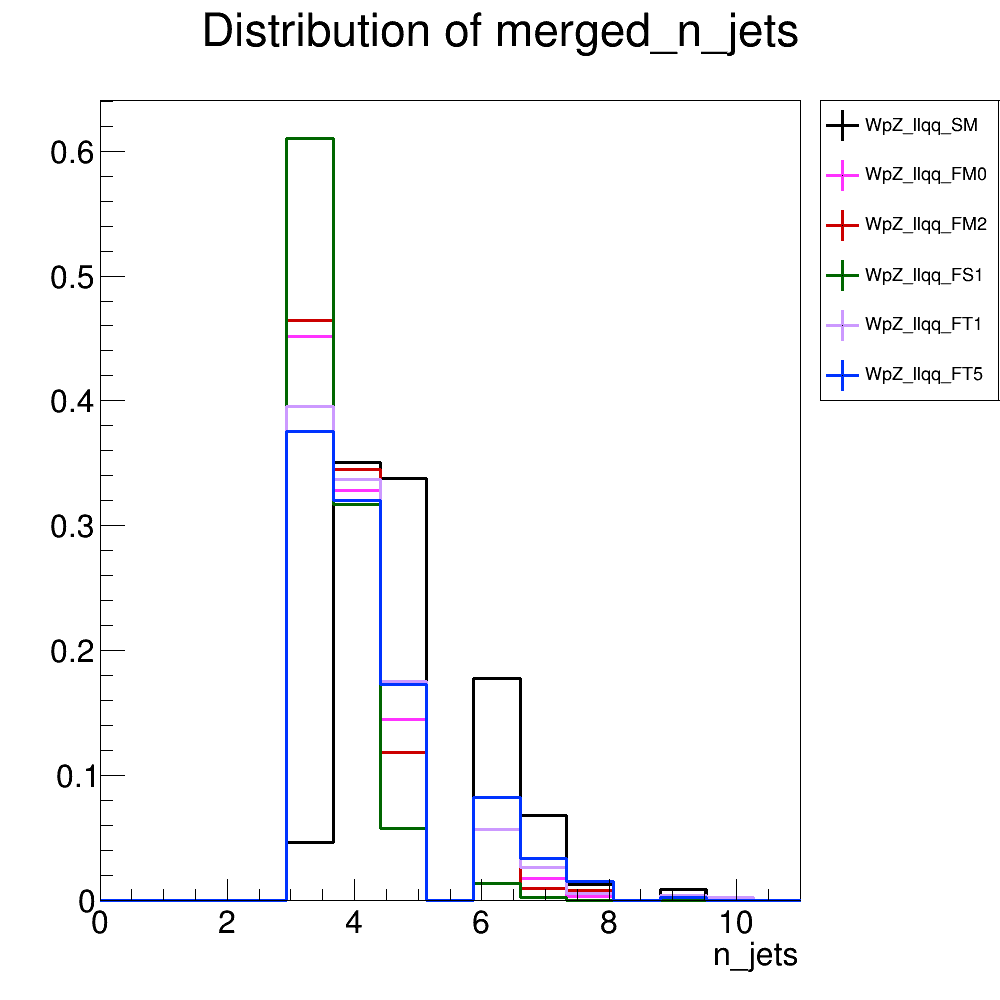 Distribution of merged_n_jets
WpZ_llqq_SM
WpZ_llqq_FM0
WpZ_llqq_FM2
WpZ_llqq_FS1
WpZ_llqq_FT1
WpZ_llqq_FT5
0.6
0.5
0.4
0.3
0.2
0.1
0
0 2 4 6 8 10
n_jets